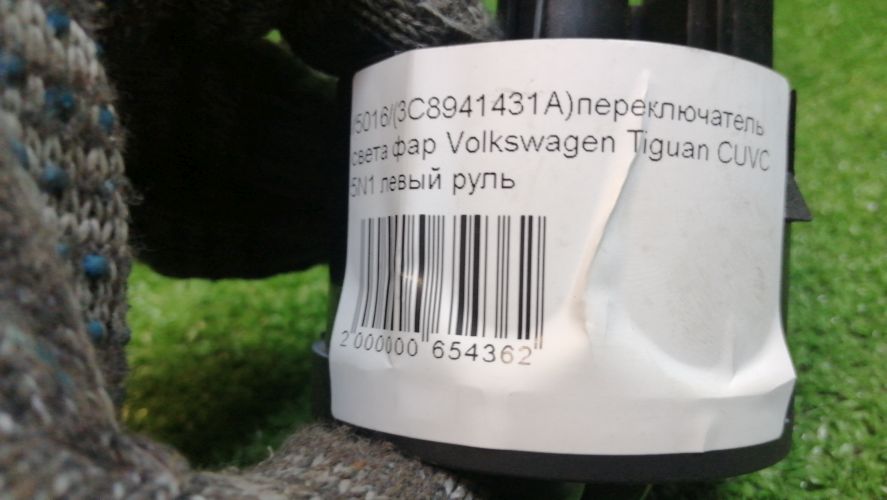 /5016/(3C8941431A)переключатель
света фар Volkswagen Tiguan CUVC
5N1 левый руль
2 000000 654362